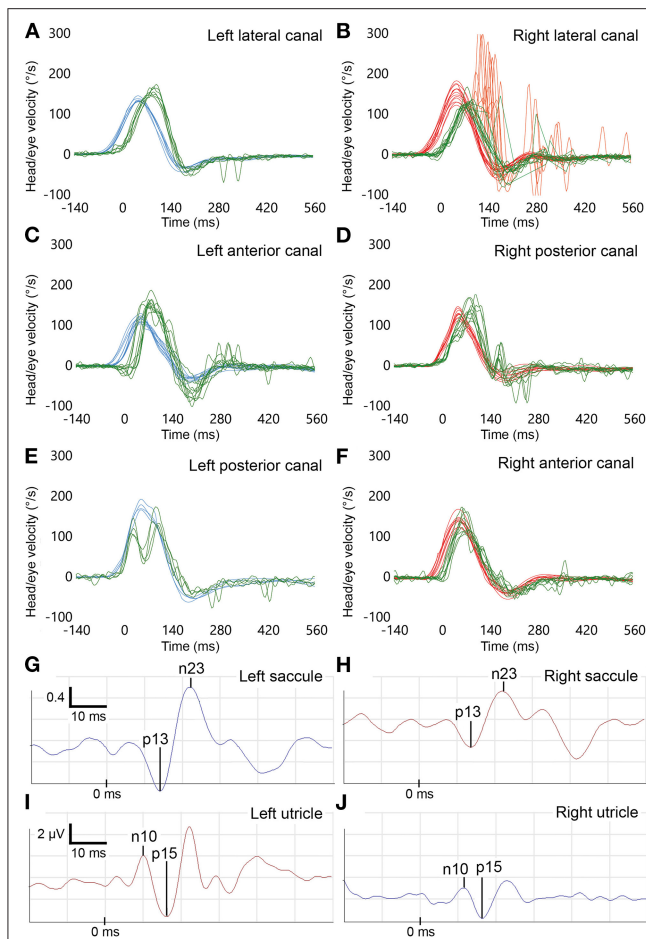 A Left lateral canal
300
200
100
0
-100
Head/eye velocity (°/s)
-140 0 140 280 420 560
Time (ms)
B Right lateral canal
300
200
100
0
-100
Head/eye velocity (°/s)
-140 0 140 280 420 560
Time (ms)
C Left anterior canal
300
200
100
0
-100
Head/eye velocity (°/s)
-140 0 140 280 420 560
Time (ms)
D Right posterior canal
300
200
100
0
-100
Head/eye velocity (°/s)
-140 0 140 280 420 560
Time (ms)
E Left posterior canal
300
200
100
0
-100
Head/eye velocity (°/s)
-140 0 140 280 420 560
Time (ms)
F Right anterior canal
300
200
100
0
-100
Head/eye velocity (°/s)
-140 0 140 280 420 560
Time (ms)
G Left saccule
n23
0.4
10 ms
p13
0 ms
H Right saccule
n23
p13
0 ms
I Left utricle
2 µV
10 ms
n10
p15
0 ms
J Right utricle
n10
p15
0 ms